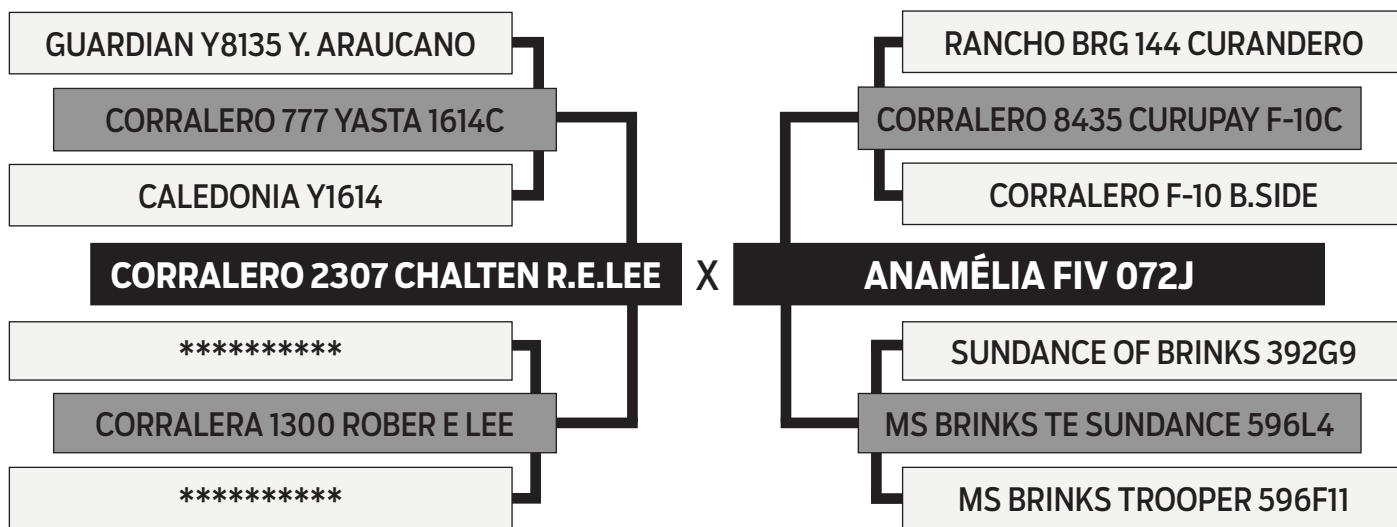 GUARDIAN Y8135 Y. ARAUCANO
CORRALERO 777 YASTA 1614C
CALEDONIA Y1614
CORRALERO 2307 CHALTEN R.E.LEE
**********
CORRALERA 1300 ROBER E LEE
**********
X
RANCHO BRG 144 CURANDERO
CORRALERO 8435 CURUPAY F-10C
CORRALERO F-10 B.SIDE
ANAMÉLIA FIV 072J
SUNDANCE OF BRINKS 392G9
MS BRINKS TE SUNDANCE 596L4
MS BRINKS TROOPER 596F11